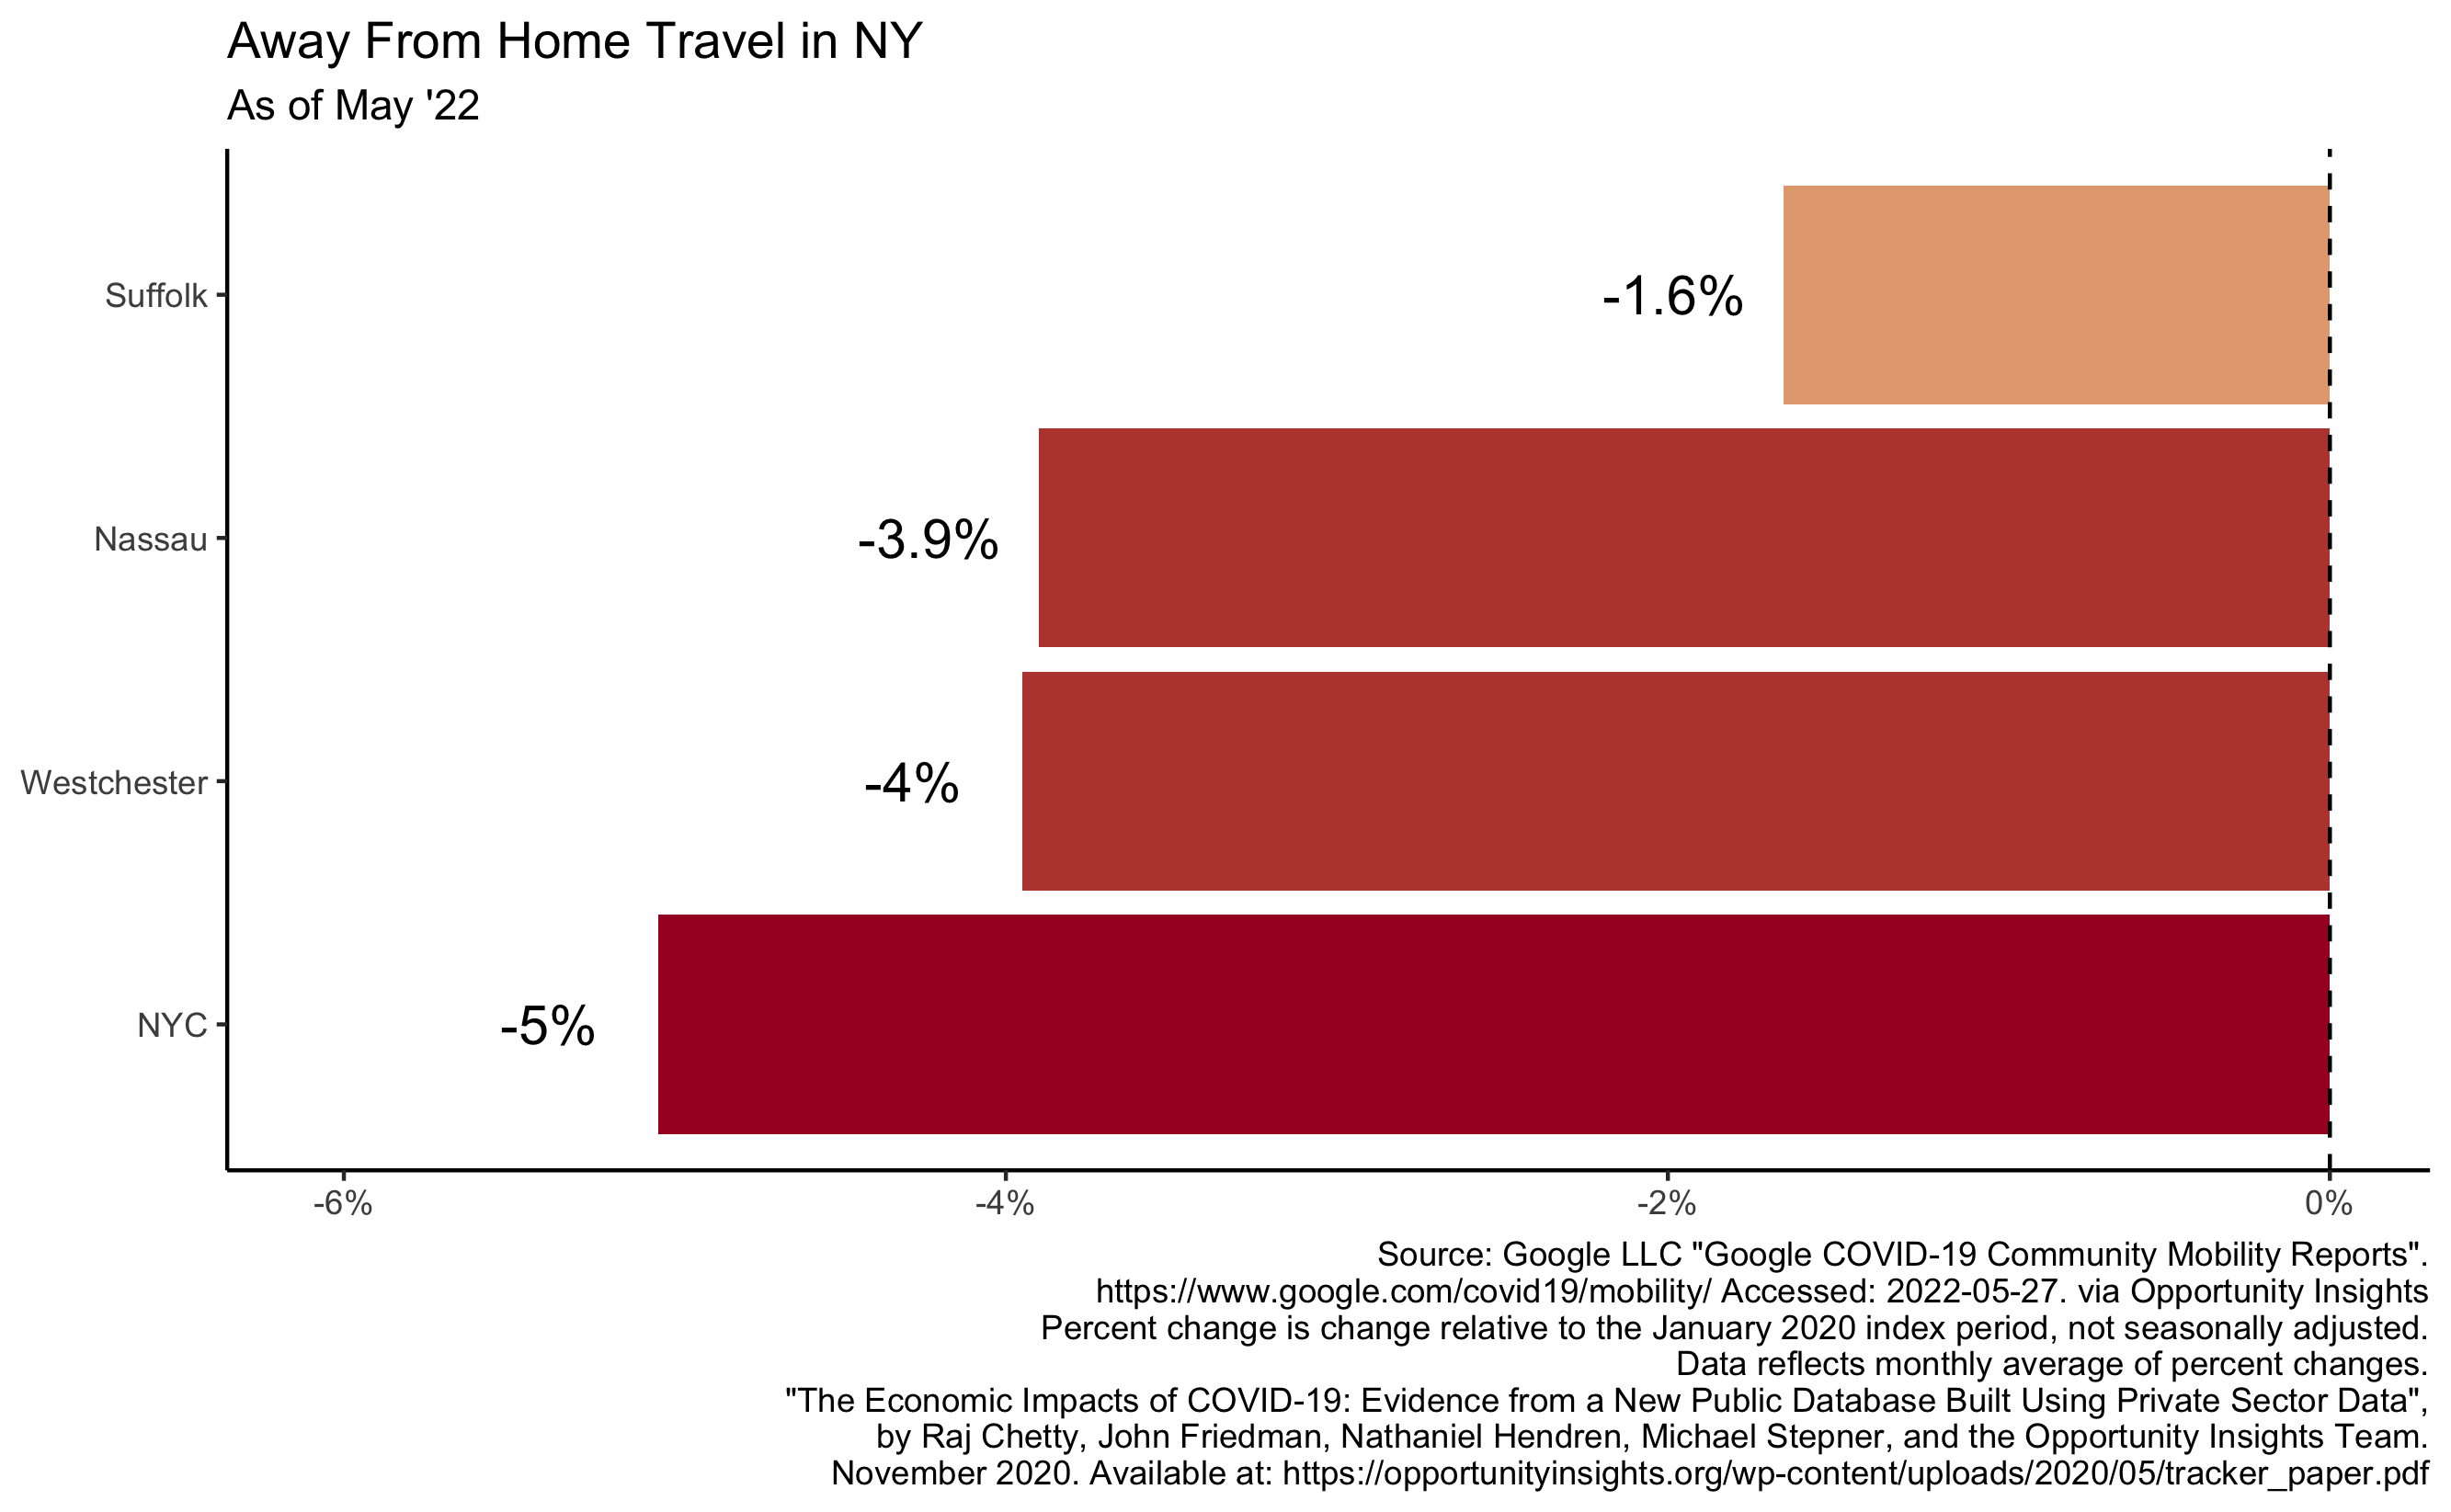 Away From Home Travel in NY
As of May '22
Suffolk
-1.6%
Nassau
-3.9%
Westchester
-4%
NYC
-5%
-6% -4% -2% 0%
Source: Google LLC "Google COVID-19 Community Mobility Reports".
https://www.google.com/covid19/mobility/ Accessed: 2022-05-27. via Opportunity Insights
Percent change is change relative to the January 2020 index period, not seasonally adjusted.
Data reflects monthly average of percent changes.
"The Economic Impacts of COVID-19: Evidence from a New Public Database Built Using Private Sector Data",
by Raj Chetty, John Friedman, Nathaniel Hendren, Michael Stepner, and the Opportunity Insights Team.
November 2020. Available at: https://opportunityinsights.org/wp-content/uploads/2020/05/tracker_paper.pdf